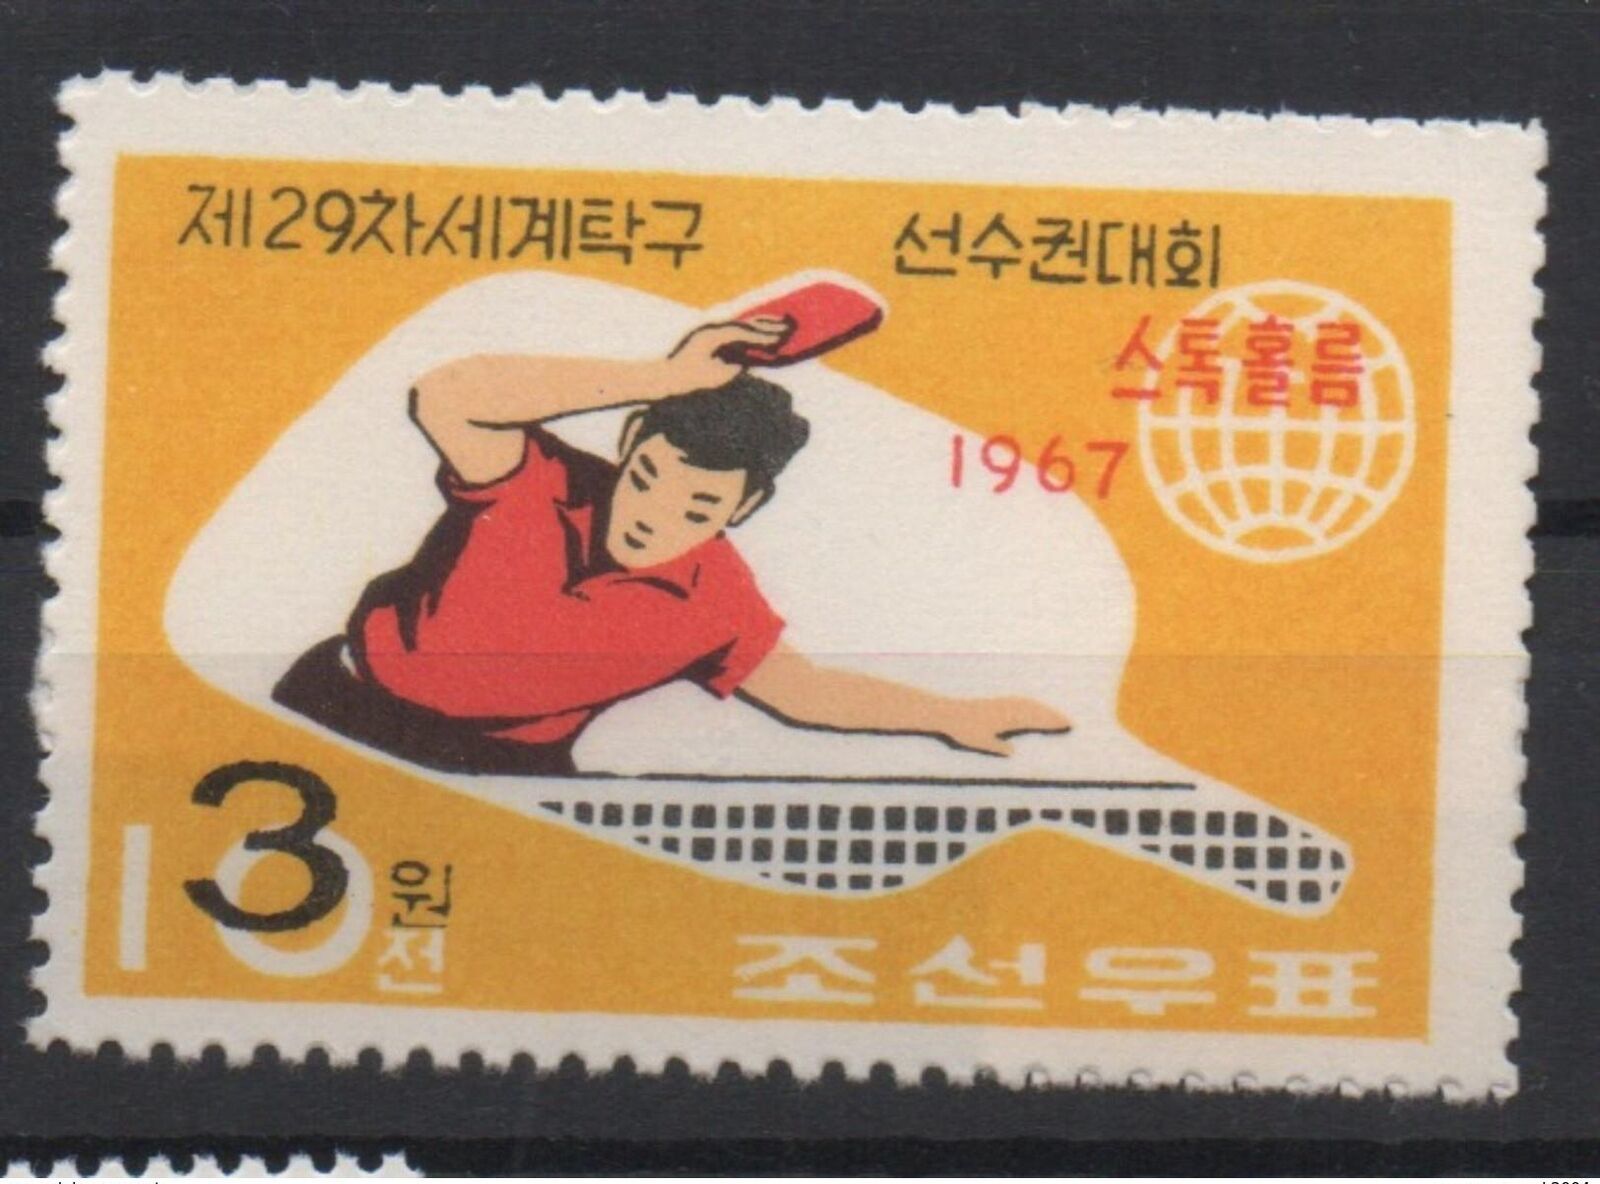 제29차세계탁구 선수권대회
스톡홀름
1967
3원
10전
조선우표